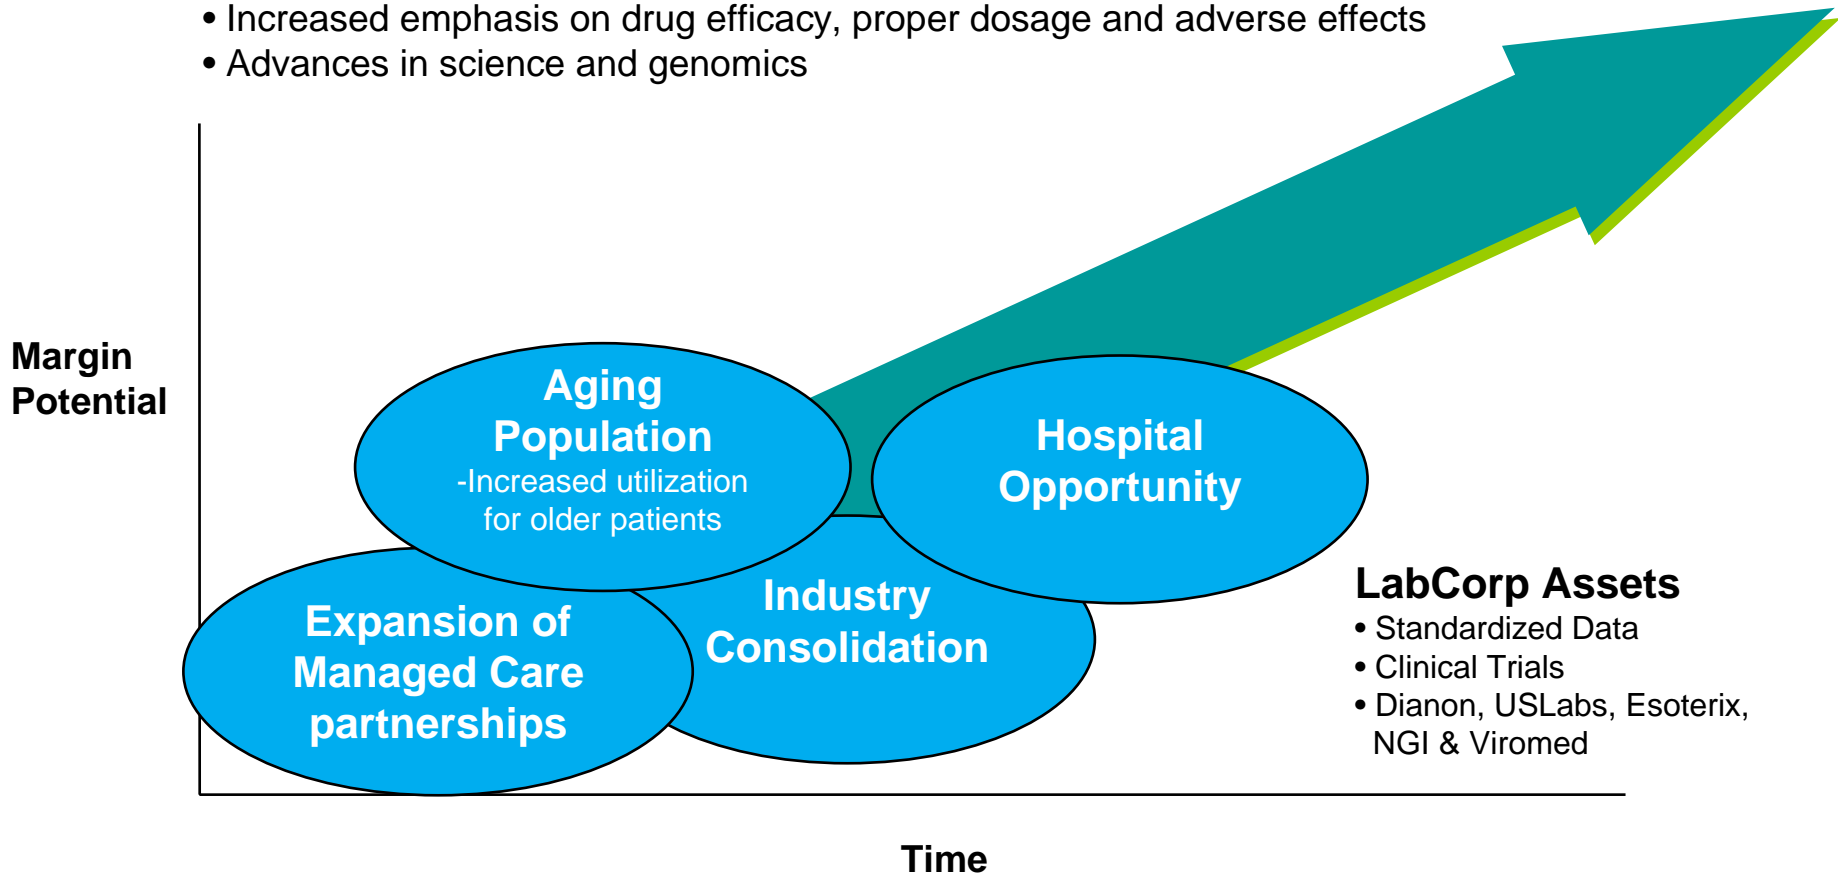 • Increased emphasis on drug efficacy, proper dosage and adverse effects
• Advances in science and genomics
Margin
Potential
Aging
Population
-Increased utilization
for older patients
Hospital
Opportunity
Expansion of
Managed Care
partnerships
Industry
Consolidation
LabCorp Assets
• Standardized Data
• Clinical Trials
• Dianon, USLabs, Esoterix,
NGI & Viromed
Time